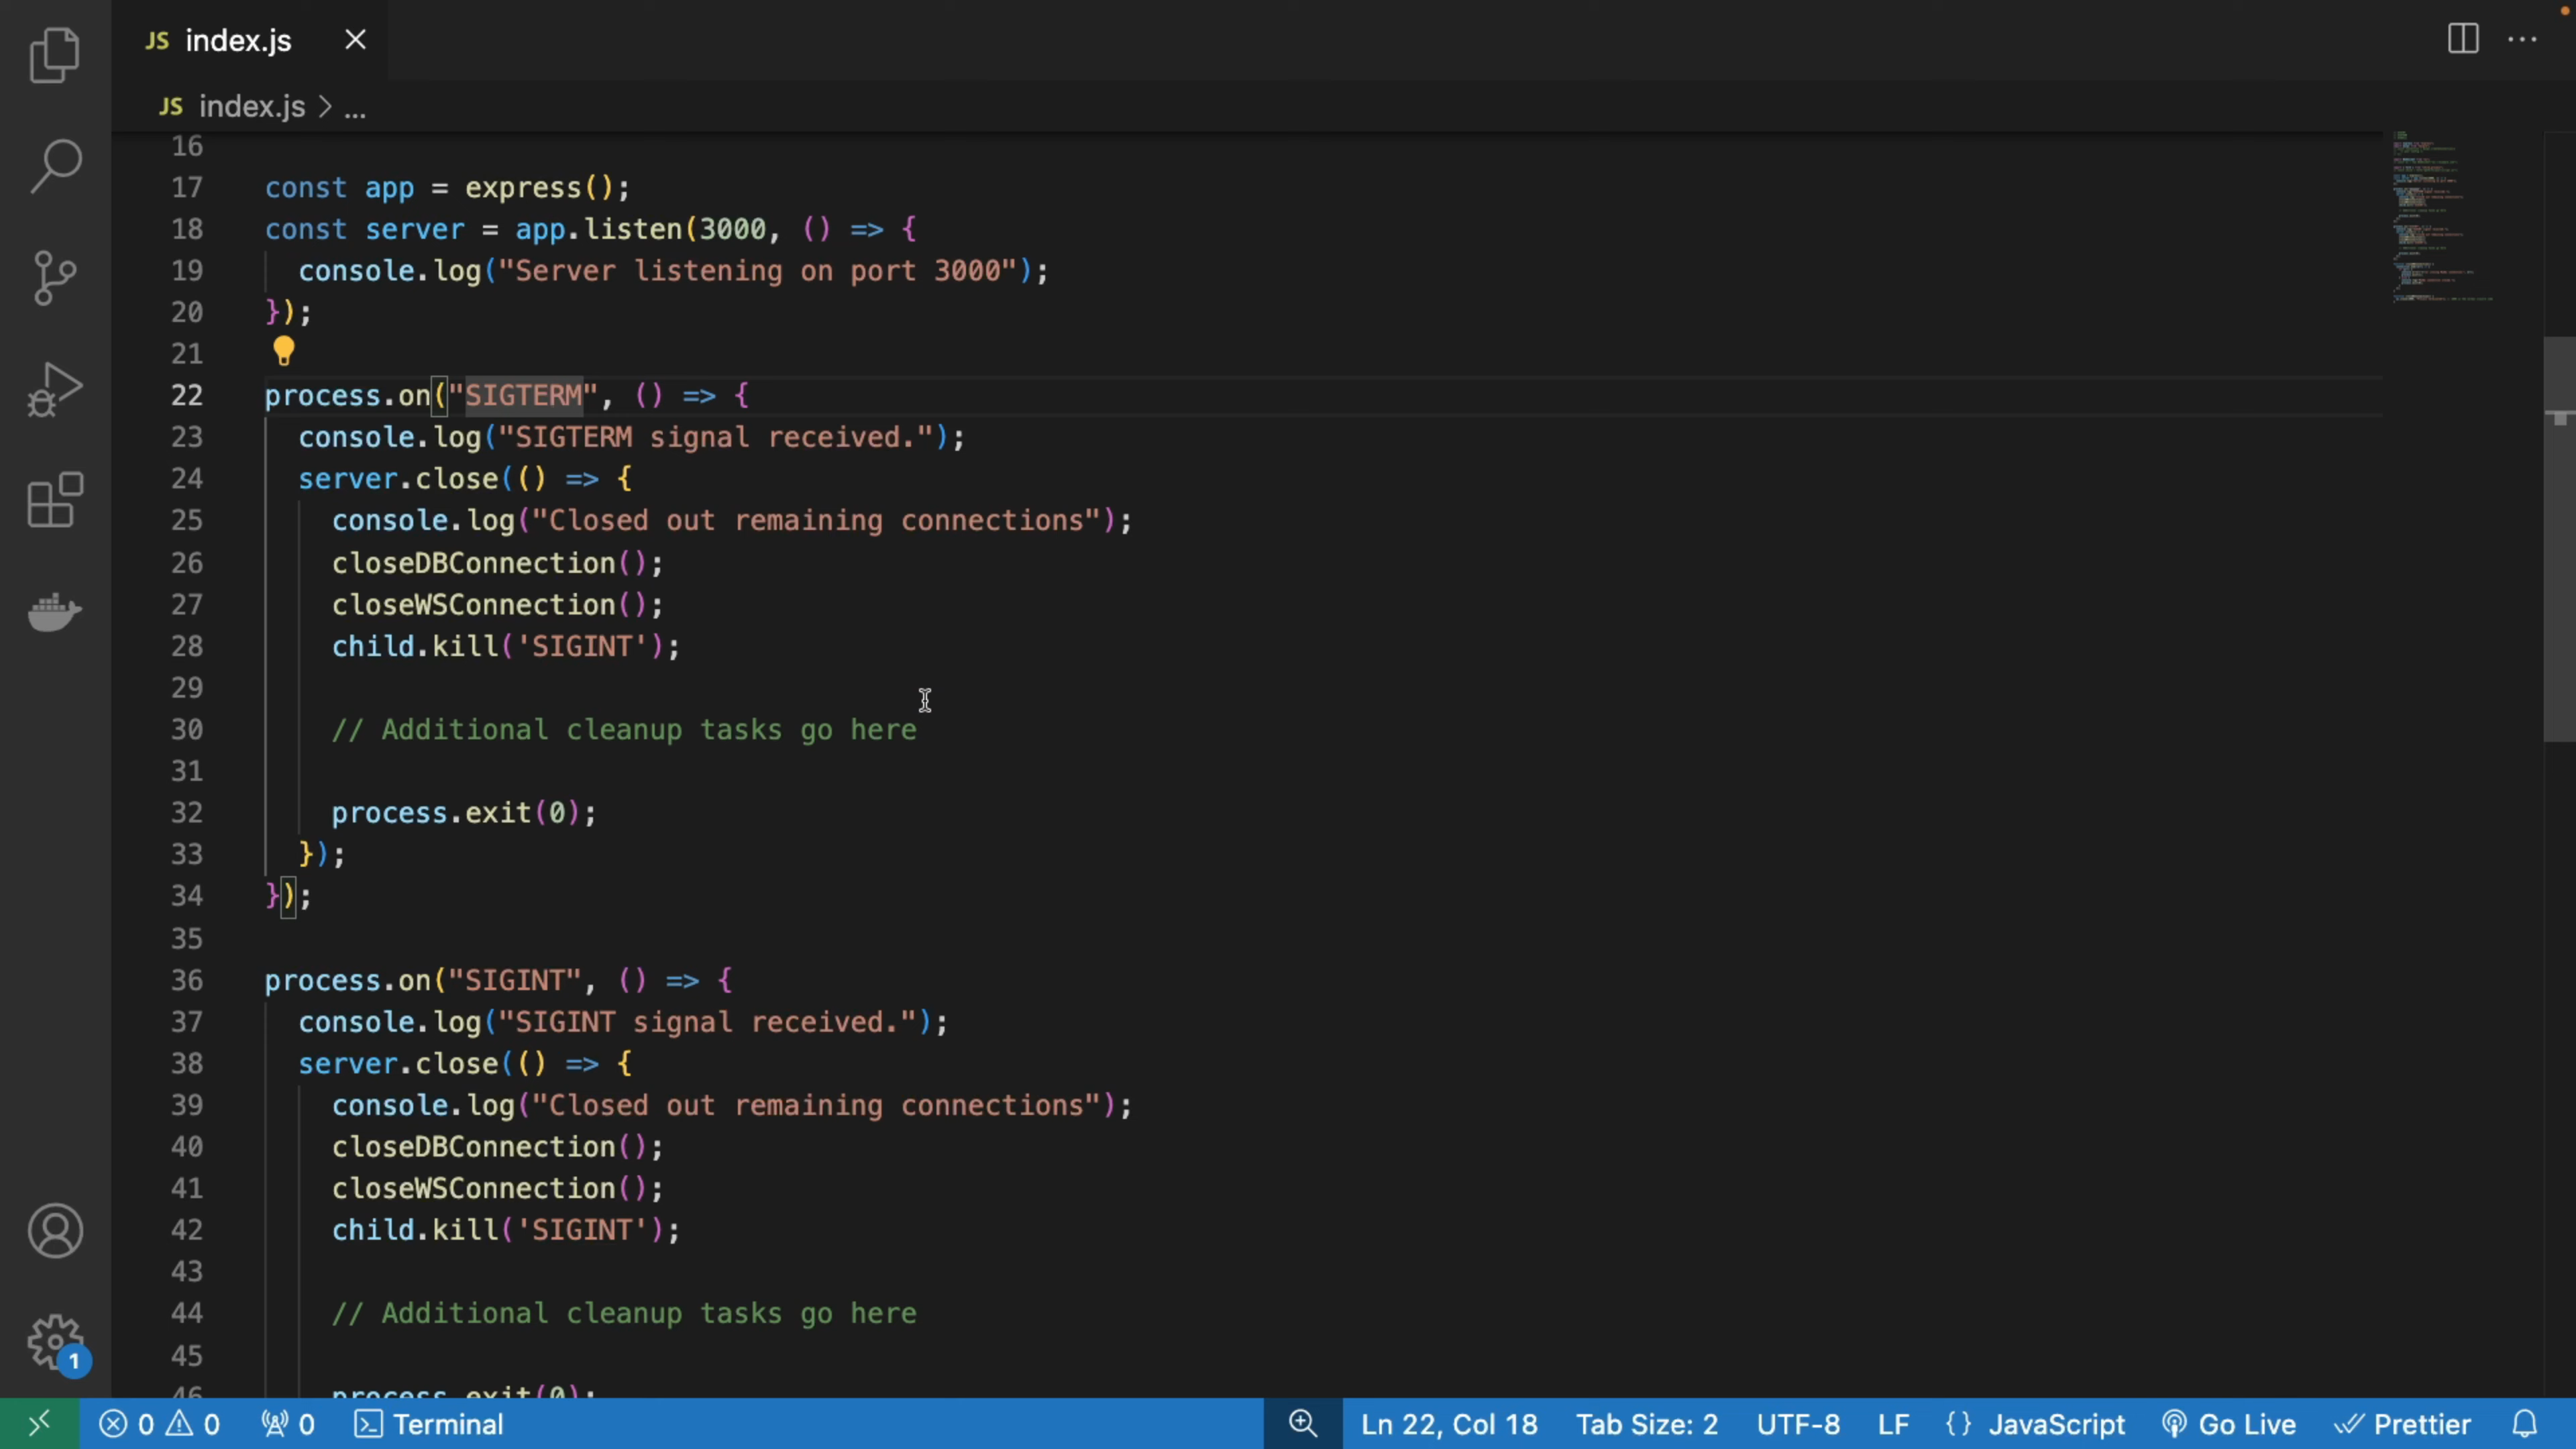 JS index.js
JS index.js > ...
16
17 const app = express();
18 const server = app.listen(3000, () => {
19 console.log("Server listening on port 3000");
20 });
21
22 process.on("SIGTERM", () => {
23 console.log("SIGTERM signal received.");
24 server.close(() => {
25 console.log("Closed out remaining connections");
26 closeDBConnection();
27 closeWSConnection();
28 child.kill('SIGINT');
29
30 // Additional cleanup tasks go here
31
32 process.exit(0);
33 });
34 });
35
36 process.on("SIGINT", () => {
37 console.log("SIGINT signal received.");
38 server.close(() => {
39 console.log("Closed out remaining connections");
40 closeDBConnection();
41 closeWSConnection();
42 child.kill('SIGINT');
43
44 // Additional cleanup tasks go here
45
46 process.exit(0);
1
0 0 0 Terminal Ln 22, Col 18 Tab Size: 2 UTF-8 LF {} JavaScript Go Live Prettier